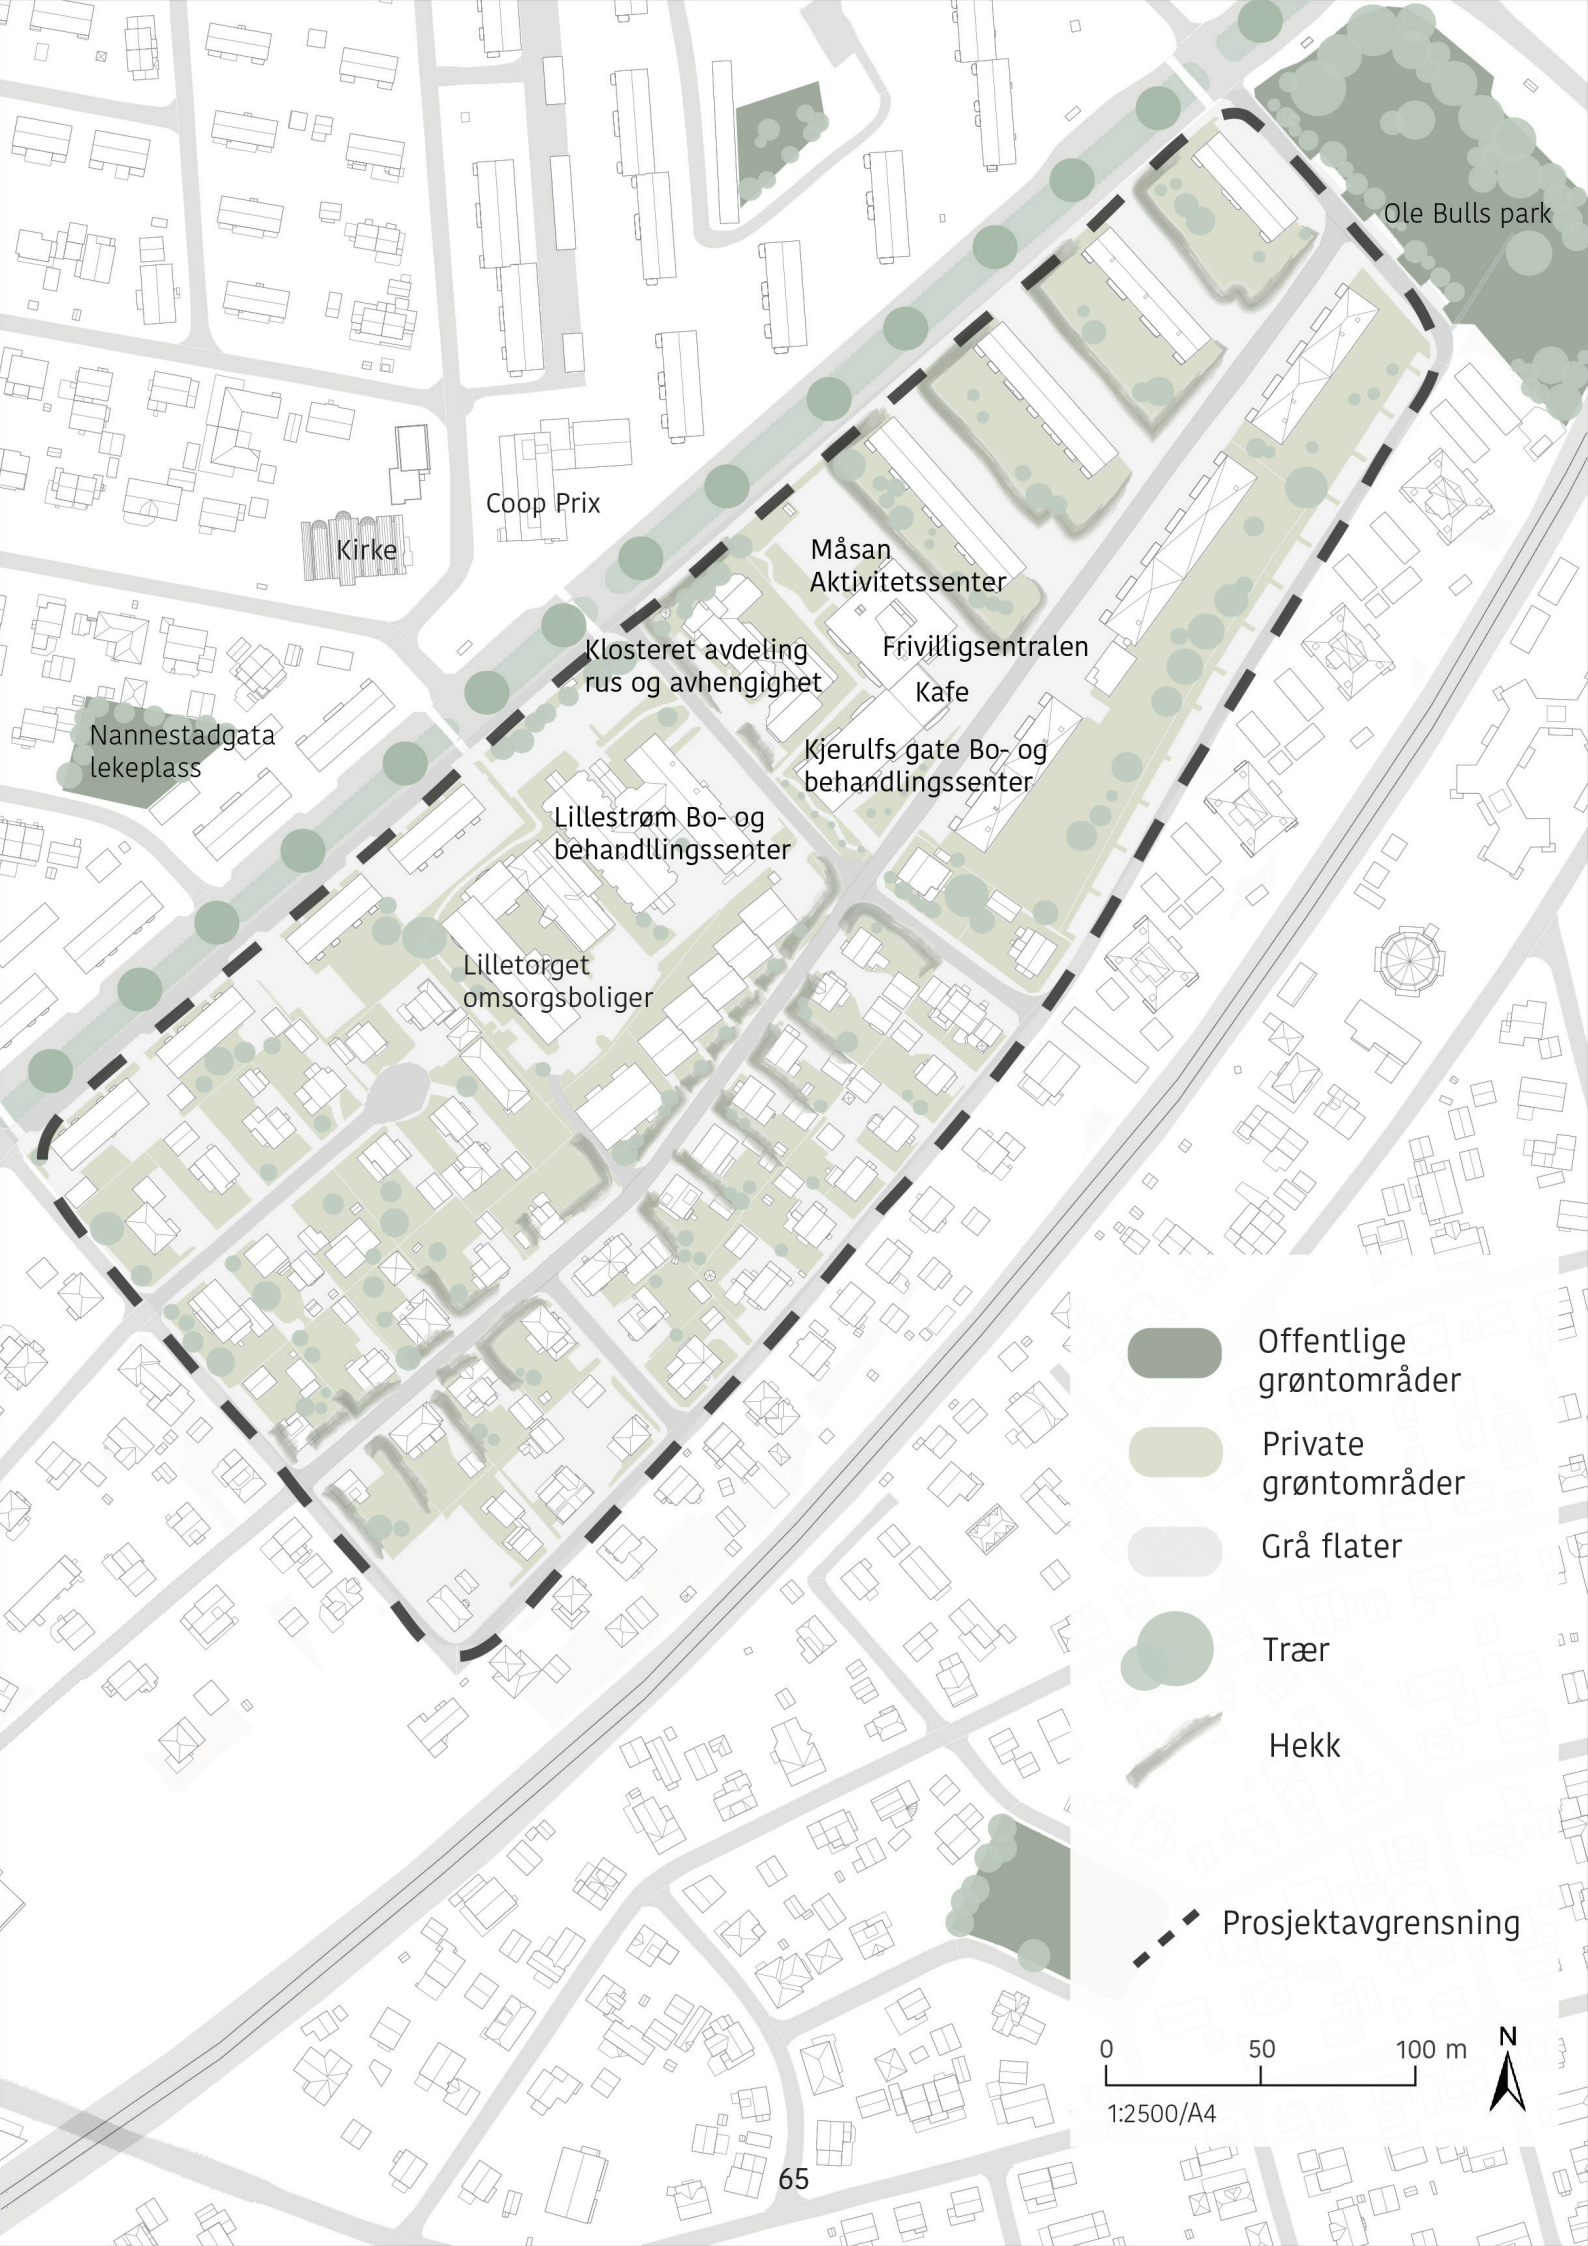 Ole Bulls park
Coop Prix
Kirke
Måsan
Aktivitetssenter
Klosteret avdeling
rus og avhengighet
Frivilligsentralen
Kafe
Nannestadgata
lekeplass
Kjerulfs gate Bo- og
behandlingssenter
Lillestrøm Bo- og
behandllingssenter
Lilletorget
omsorgsboliger
Offentlige
grøntområder
Private
grøntområder
Grå flater
Trær
Hekk
Prosjektavgrensning
0 50 100 m
N
1:2500/A4
65